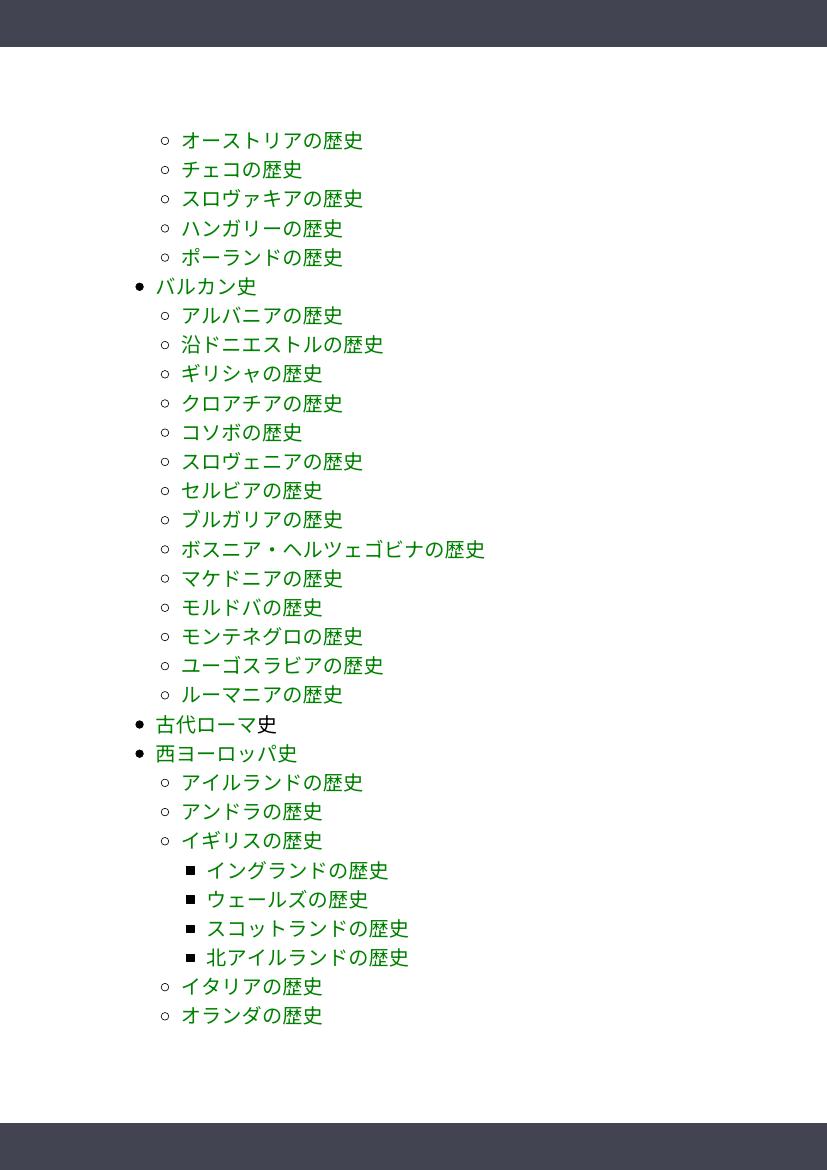 オーストリアの歴史
チェコの歴史
スロヴァキアの歴史
ハンガリーの歴史
ポーランドの歴史
バルカン史
アルバニアの歴史
沿ドニエストルの歴史
ギリシャの歴史
クロアチアの歴史
コソボの歴史
スロヴェニアの歴史
セルビアの歴史
ブルガリアの歴史
ボスニア・ヘルツェゴビナの歴史
マケドニアの歴史
モルドバの歴史
モンテネグロの歴史
ユーゴスラビアの歴史
ルーマニアの歴史
古代ローマ史
西ヨーロッパ史
アイルランドの歴史
アンドラの歴史
イギリスの歴史
イングランドの歴史
ウェールズの歴史
スコットランドの歴史
北アイルランドの歴史
イタリアの歴史
オランダの歴史